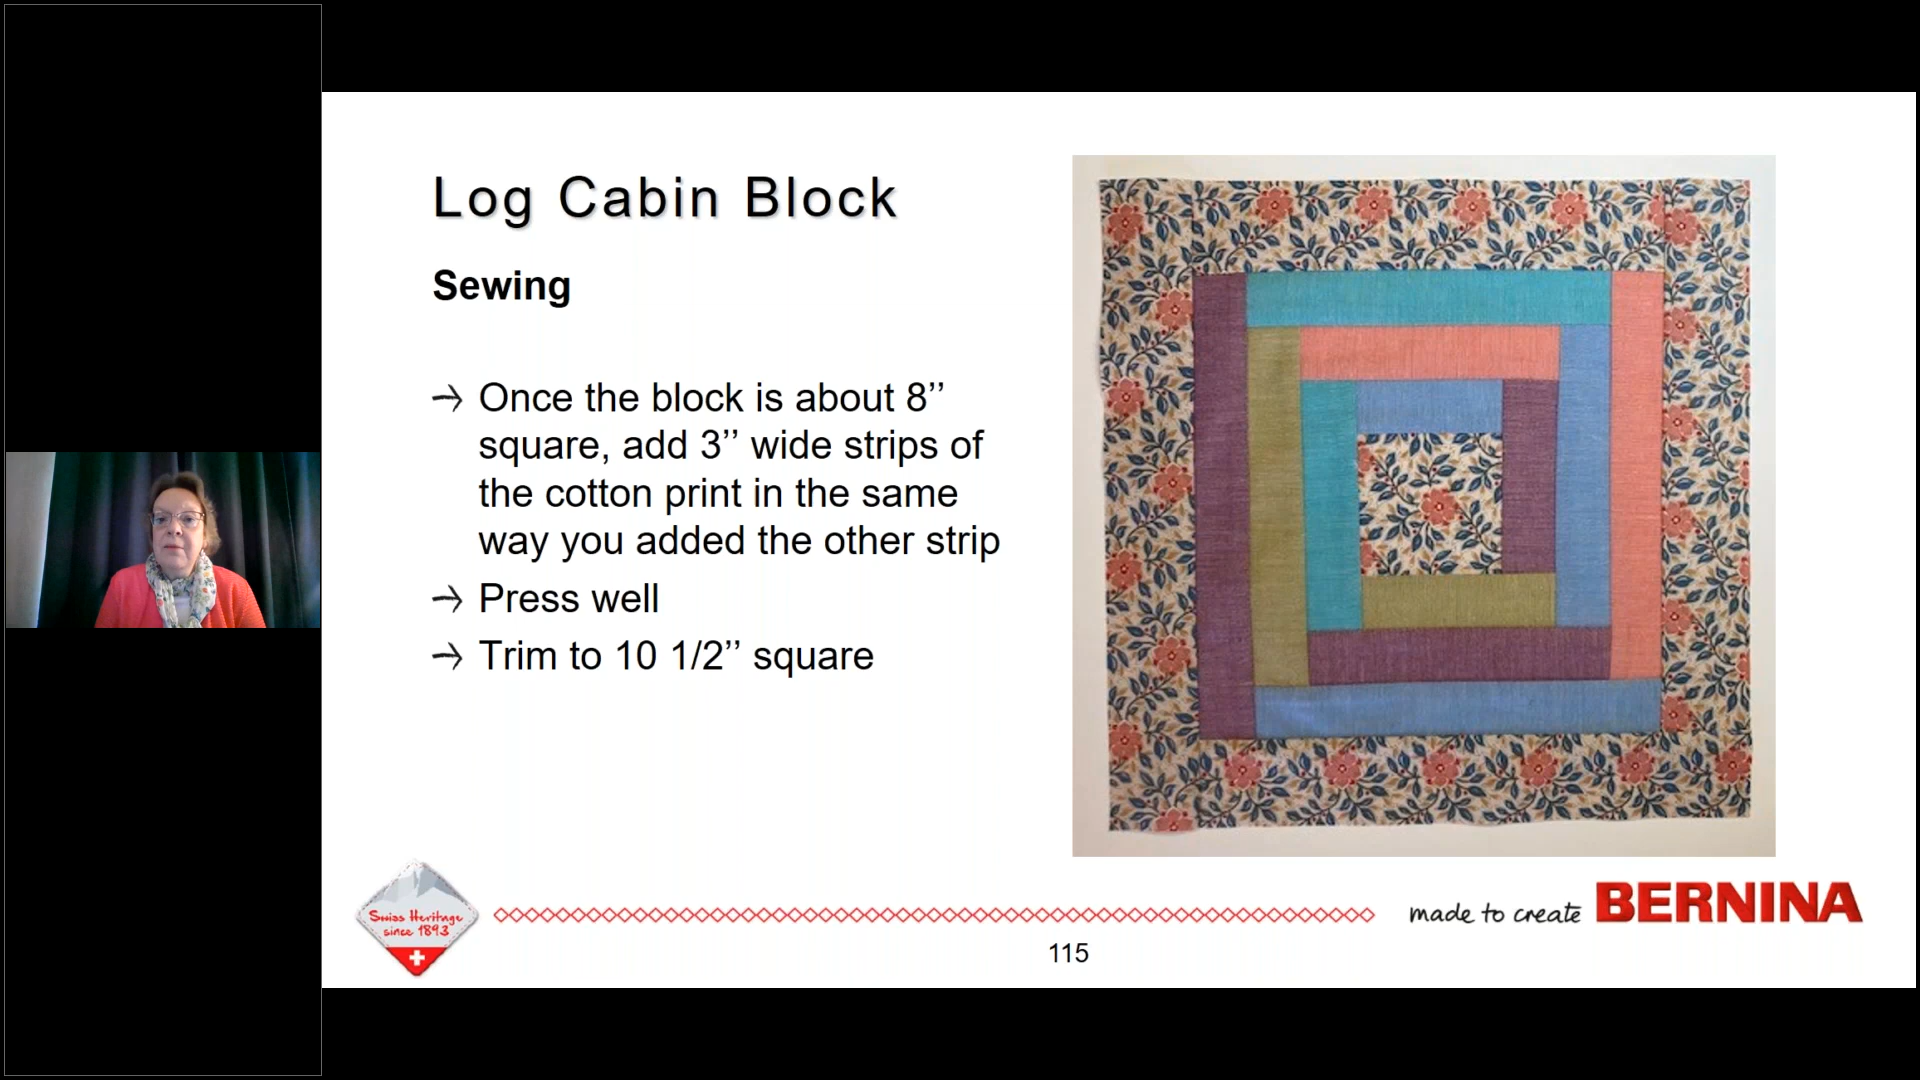 Log Cabin Block
Sewing
Once the block is about 8’’
square, add 3’’ wide strips of
the cotton print in the same
way you added the other strip
Press well
Trim to 10 1/2’’ square
Swiss Heritage
since 1893
made to create BERNINA
115